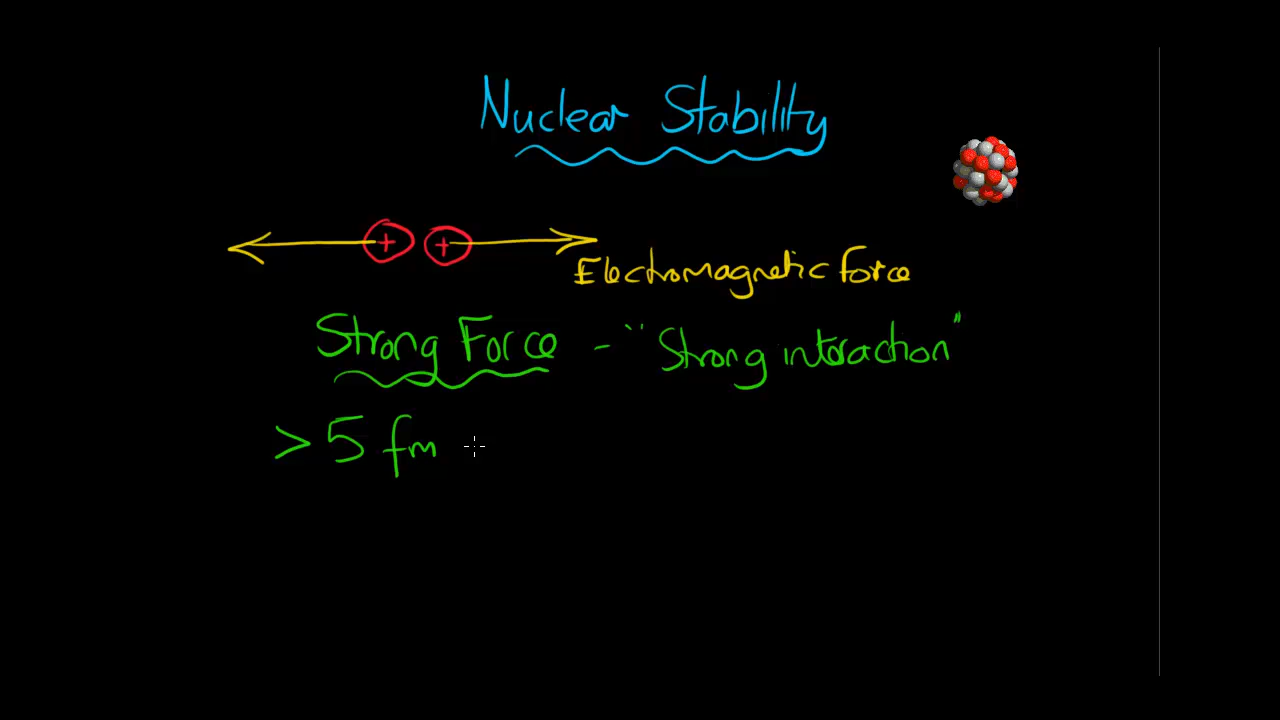 Nuclear Stability
+ +
Electromagnetic force
Strong Force - "Strong interaction"
> 5 fm